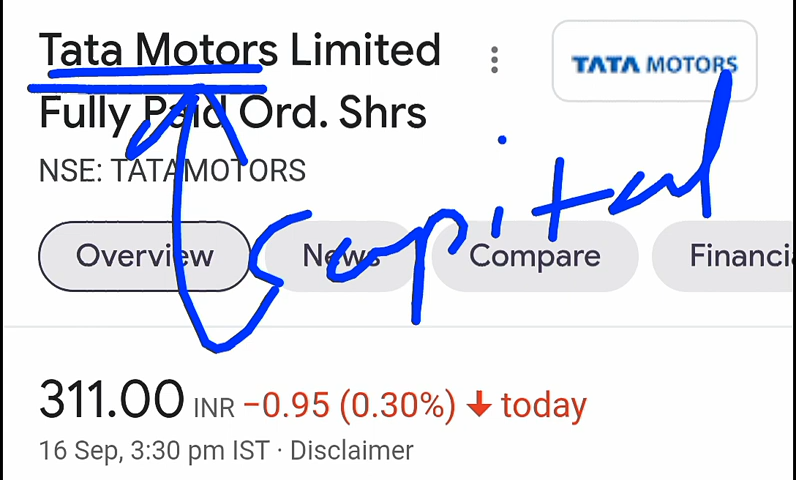 Tata Motors Limited
TATA MOTORS
Fully Paid Ord. Shrs
NSE: TATAMOTORS
capital
Overview News Compare Financi
311.00 INR −0.95 (0.30%) ↓ today
16 Sep, 3:30 pm IST · Disclaimer